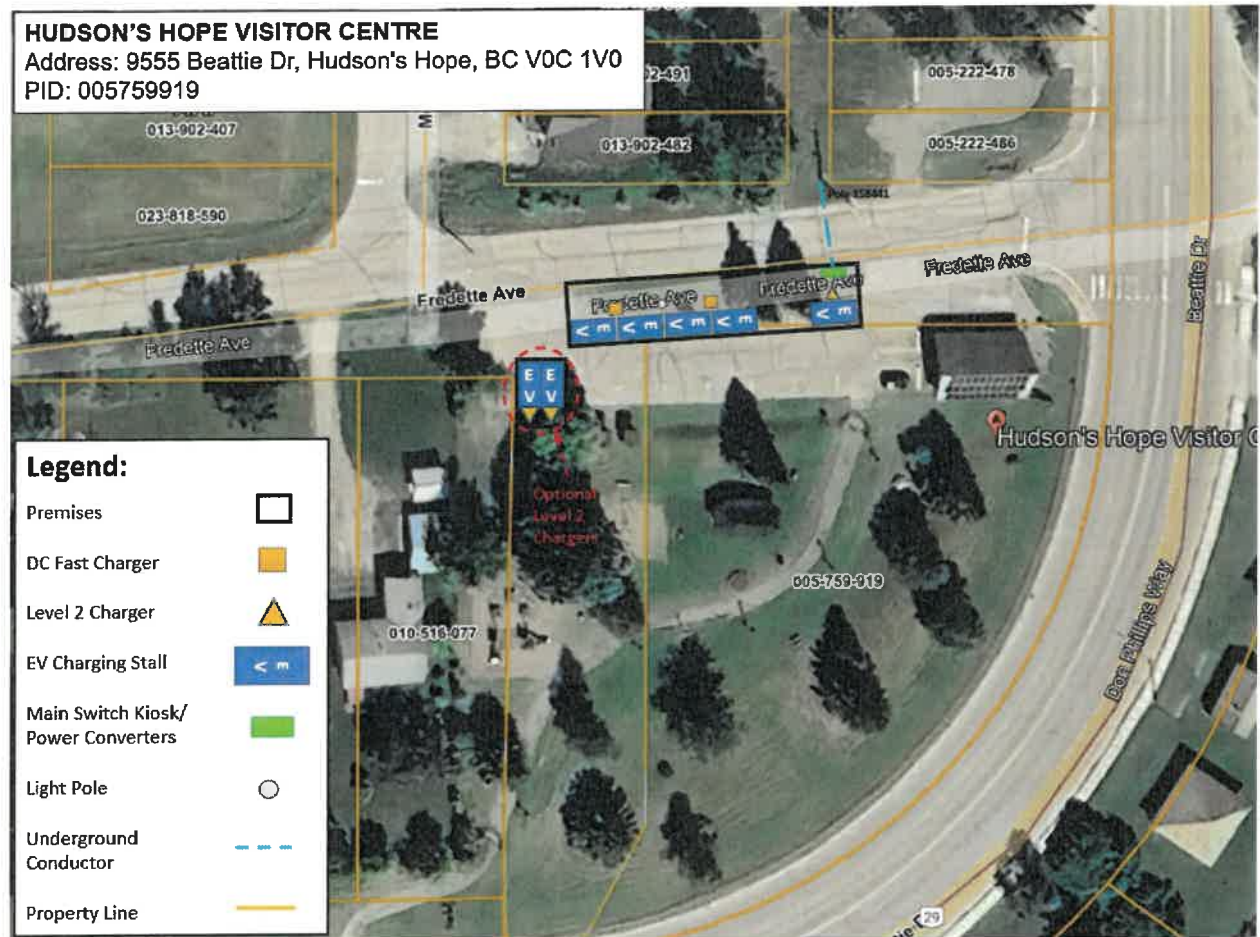 HUDSON'S HOPE VISITOR CENTRE
Address: 9555 Beattie Dr, Hudson's Hope, BC V0C 1V0
PID: 005759919
02-491
005-222-478
013-902-407
M
013-902-482
005-222-486
023-818-590
Beattie Dr
Fredette Ave
Fredette Ave
Fredette Ave
Fredette Ave
Fredette Ave
E V
E V
E V
E V
E V
E E
V V
Hudson's Hope Visitor C
Optional
Level 2
Chargers
005-759-919
010-516-077
Don Phillips Way
29
Legend:
Premises
DC Fast Charger
Level 2 Charger
EV Charging Stall
E V
Main Switch Kiosk/
Power Converters
Light Pole
Underground
Conductor
Property Line